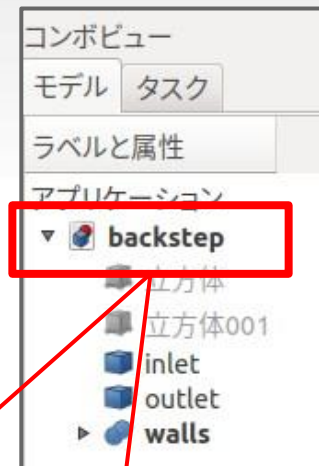 コンボビュー
モデル タスク
ラベルと属性
アプリケーション
backstep
立方体
立方体001
inlet
outlet
walls